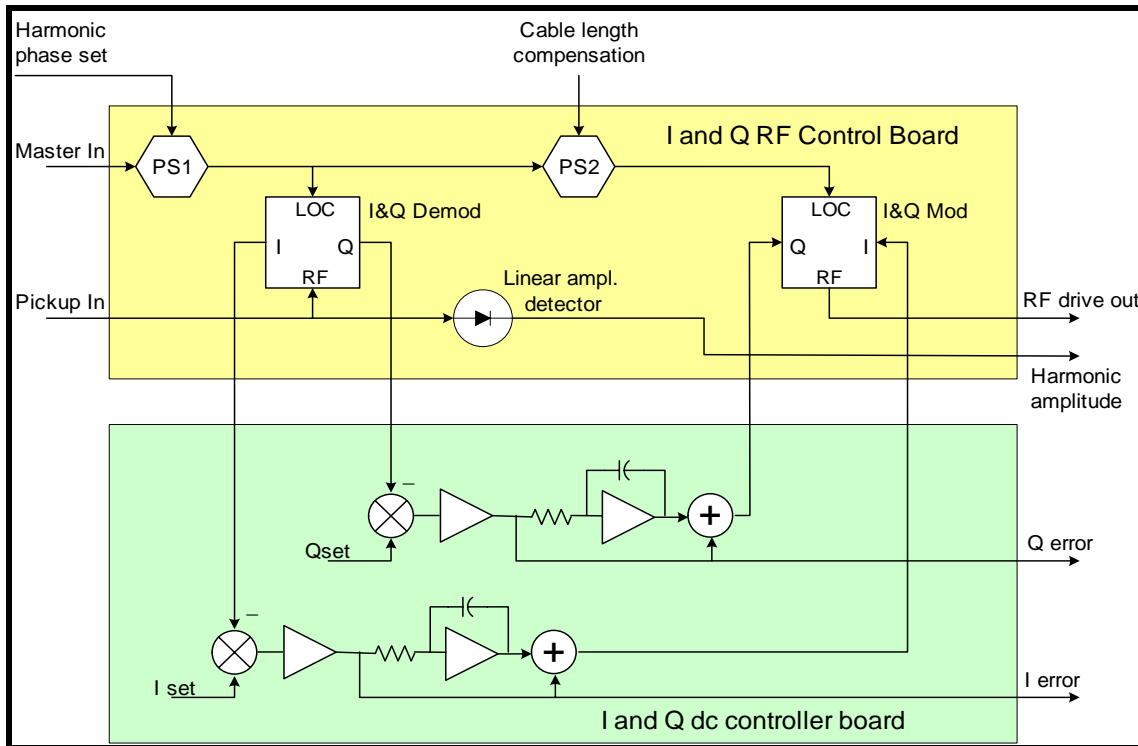 Harmonic
phase set
Cable length
compensation
I and Q RF Control Board
Master In
PS1
PS2
LOC
I&Q Demod
I
Q
RF
LOC
I&Q Mod
Q
I
RF
Linear ampl.
detector
Pickup In
RF drive out
Harmonic
amplitude
−
Qset
+
Q error
−
I set
+
I error
I and Q dc controller board